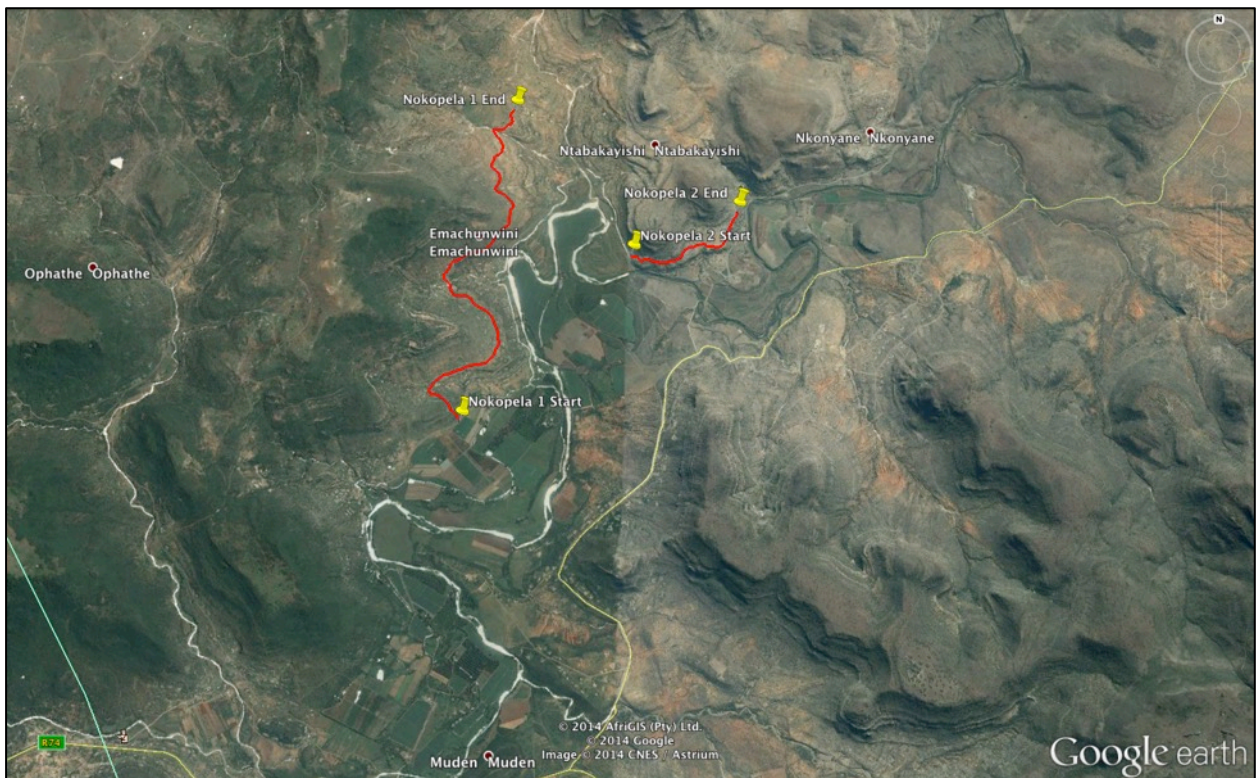 N
Nokopela 1 End
Ntabakayishi Ntabakayishi
Nkonyane Nkonyane
Nokopela 2 End
Emachunwini
Emachunwini
Nokopela 2 Start
Ophathe Ophathe
Nokopela 1 Start
© 2014 AfriGIS (Pty) Ltd.
© 2014 Google
Image © 2014 CNES / Astrium
R74
Muden Muden
Google earth